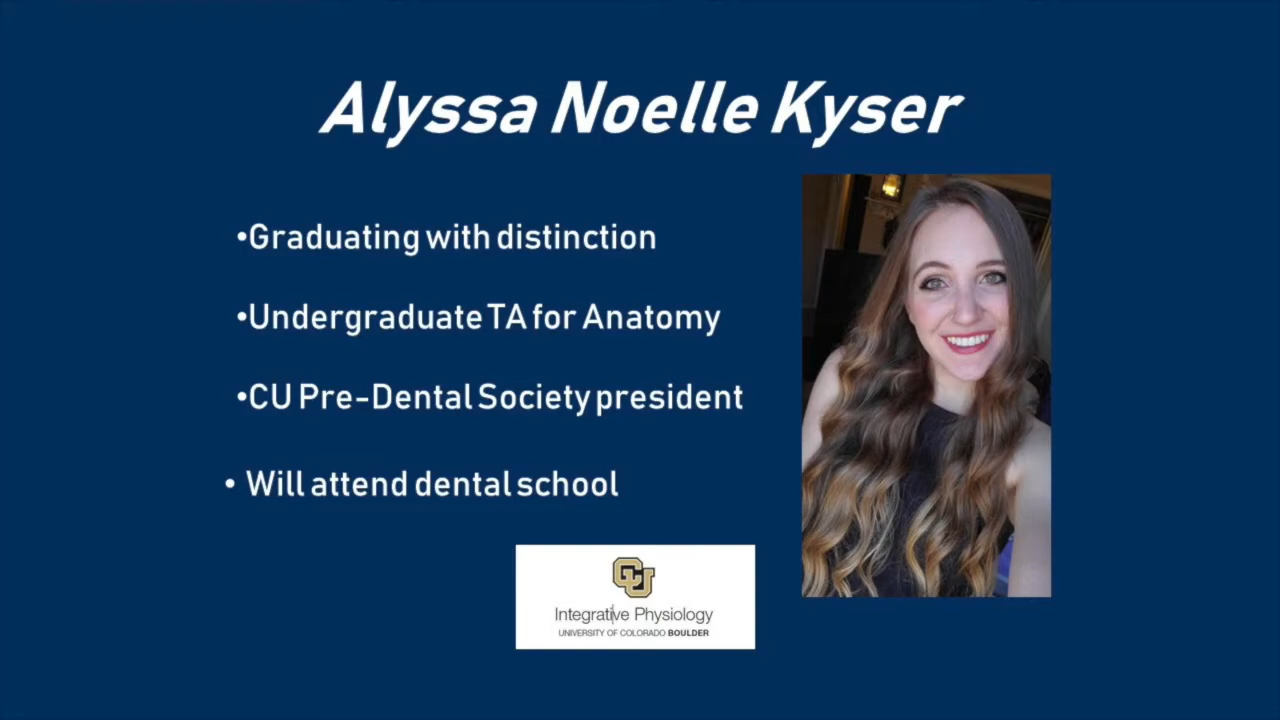 Alyssa Noelle Kyser
•Graduating with distinction
•Undergraduate TA for Anatomy
•CU Pre-Dental Society president
• Will attend dental school
CU
Integrative Physiology
UNIVERSITY OF COLORADO BOULDER